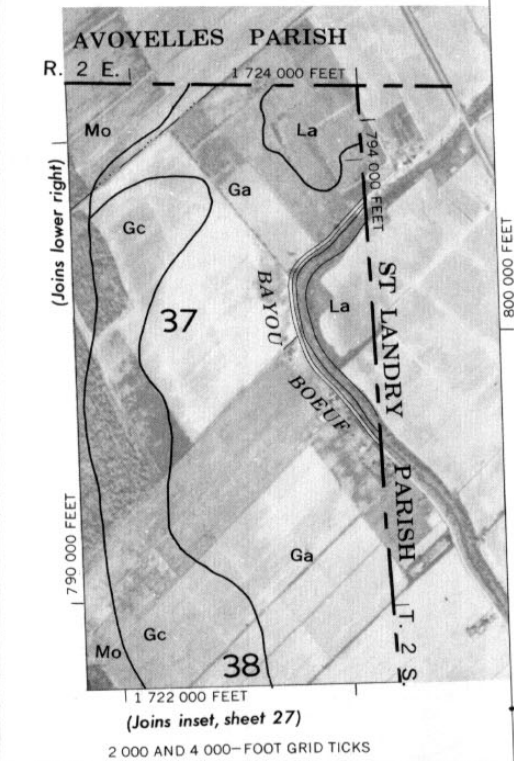 AVOYELLES PARISH
R. 2 E.
1 724 000 FEET
Mo
La
794 000 FEET
(Joins lower right)
Ga
Gc
800 000 FEET
37
BAYOU
BOEUF
La
ST LANDRY PARISH
790 000 FEET
Ga
T. 2 S.
Gc
Mo
38
1 722 000 FEET
(Joins inset, sheet 27)
2 000 AND 4 000—FOOT GRID TICKS